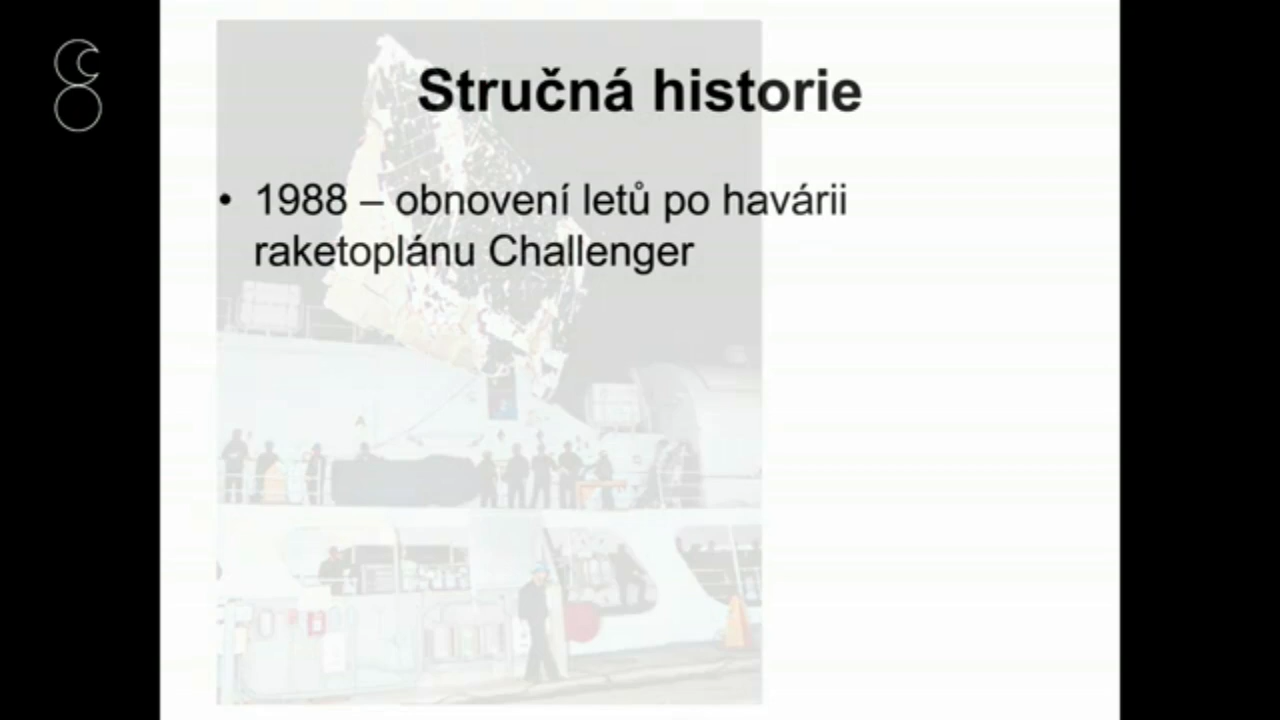 Stručná historie
• 1988 – obnovení letů po havárii
raketoplánu Challenger